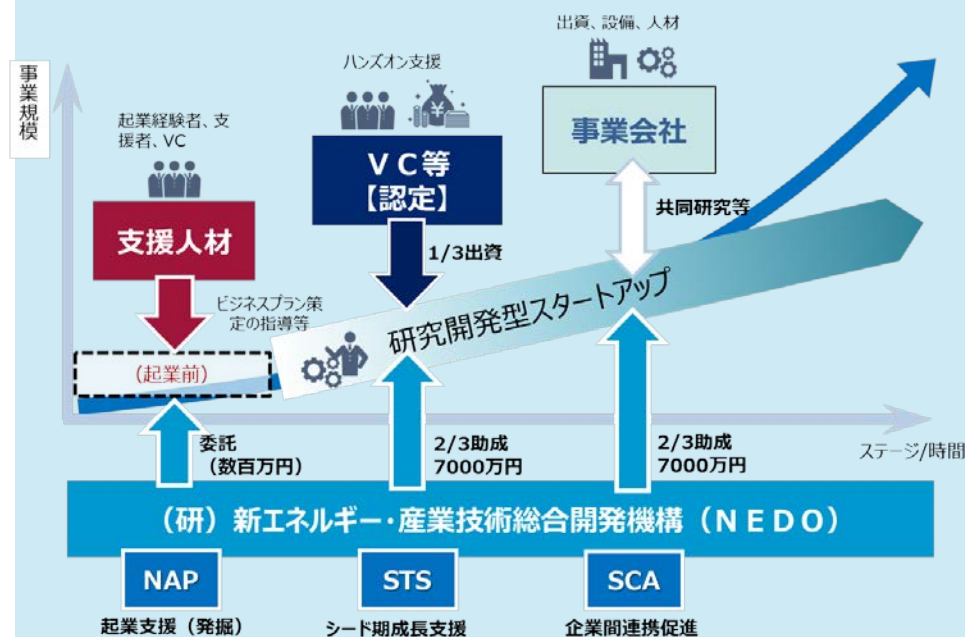 事業規模
出資、設備、人材
ハンズオン支援
起業経験者、支
援者、VC
事業会社
VC等
【認定】
支援人材
共同研究等
1/3出資
ビジネスプラン策
定の指導等
研究開発型スタートアップ
(起業前)
委託
(数百万円)
2/3助成
7000万円
2/3助成
7000万円
ステージ/時間
(研)新エネルギー・産業技術総合開発機構(NEDO)
NAP
STS
SCA
起業支援(発掘)
シード期成長支援
企業間連携促進